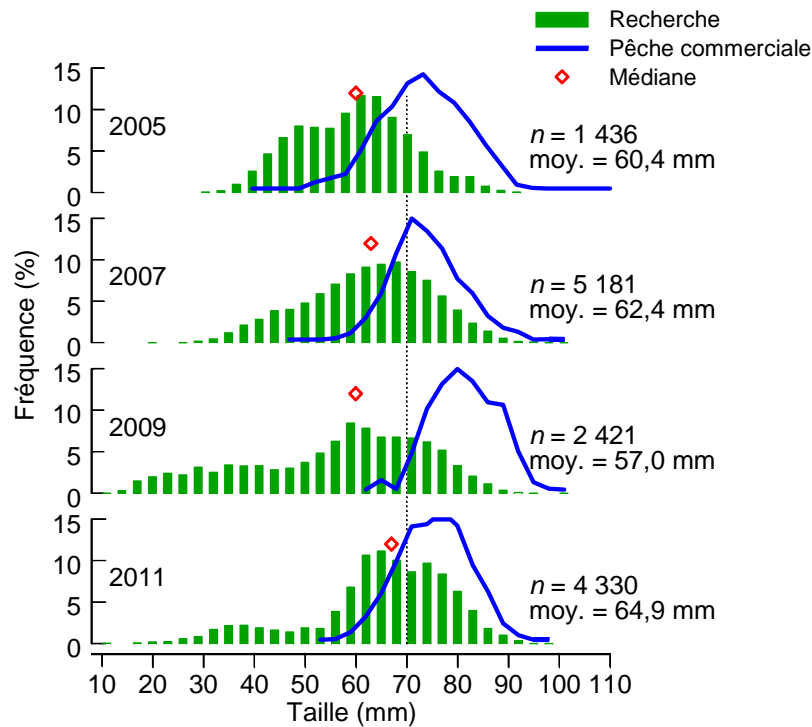 Recherche
Pêche commerciale
Médiane
Fréquence (%)
15
10
5
0
2005
n = 1 436
moy. = 60,4 mm
15
10
5
0
2007
n = 5 181
moy. = 62,4 mm
15
10
5
0
2009
n = 2 421
moy. = 57,0 mm
15
10
5
0
2011
n = 4 330
moy. = 64,9 mm
10 20 30 40 50 60 70 80 90 100 110
Taille (mm)